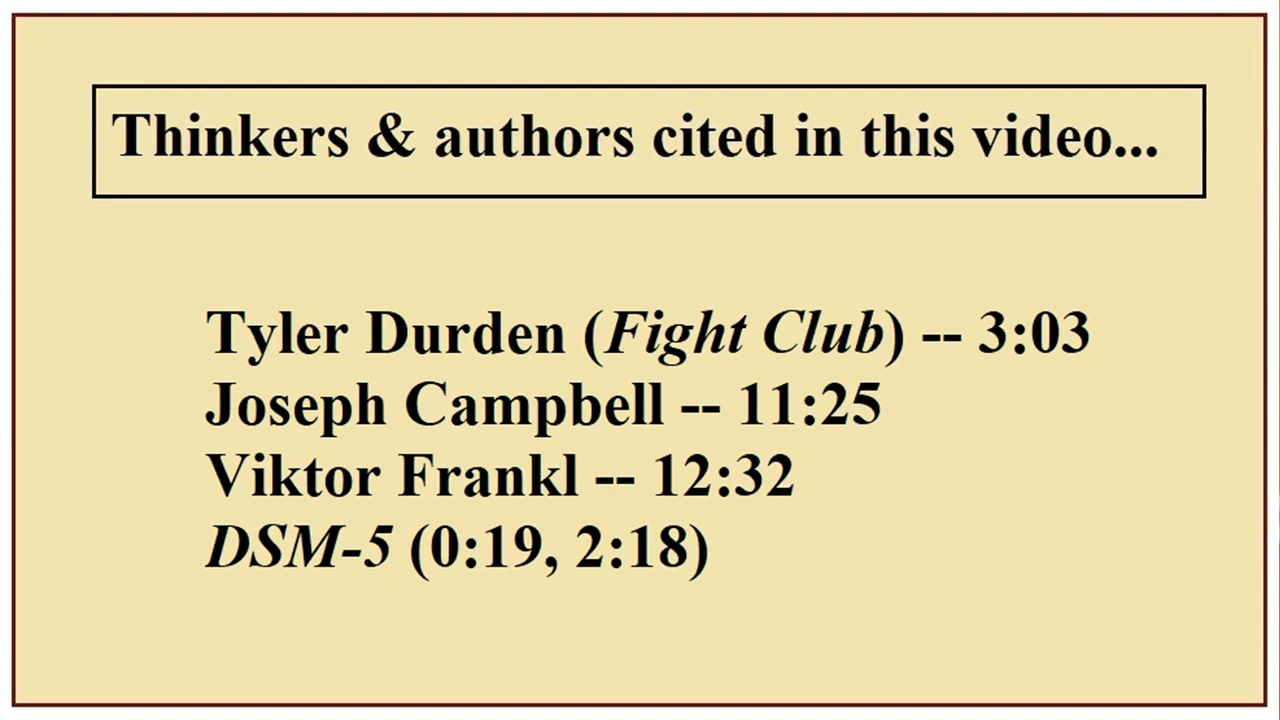 Thinkers & authors cited in this video...
Tyler Durden (Fight Club) -- 3:03
Joseph Campbell -- 11:25
Viktor Frankl -- 12:32
DSM-5 (0:19, 2:18)